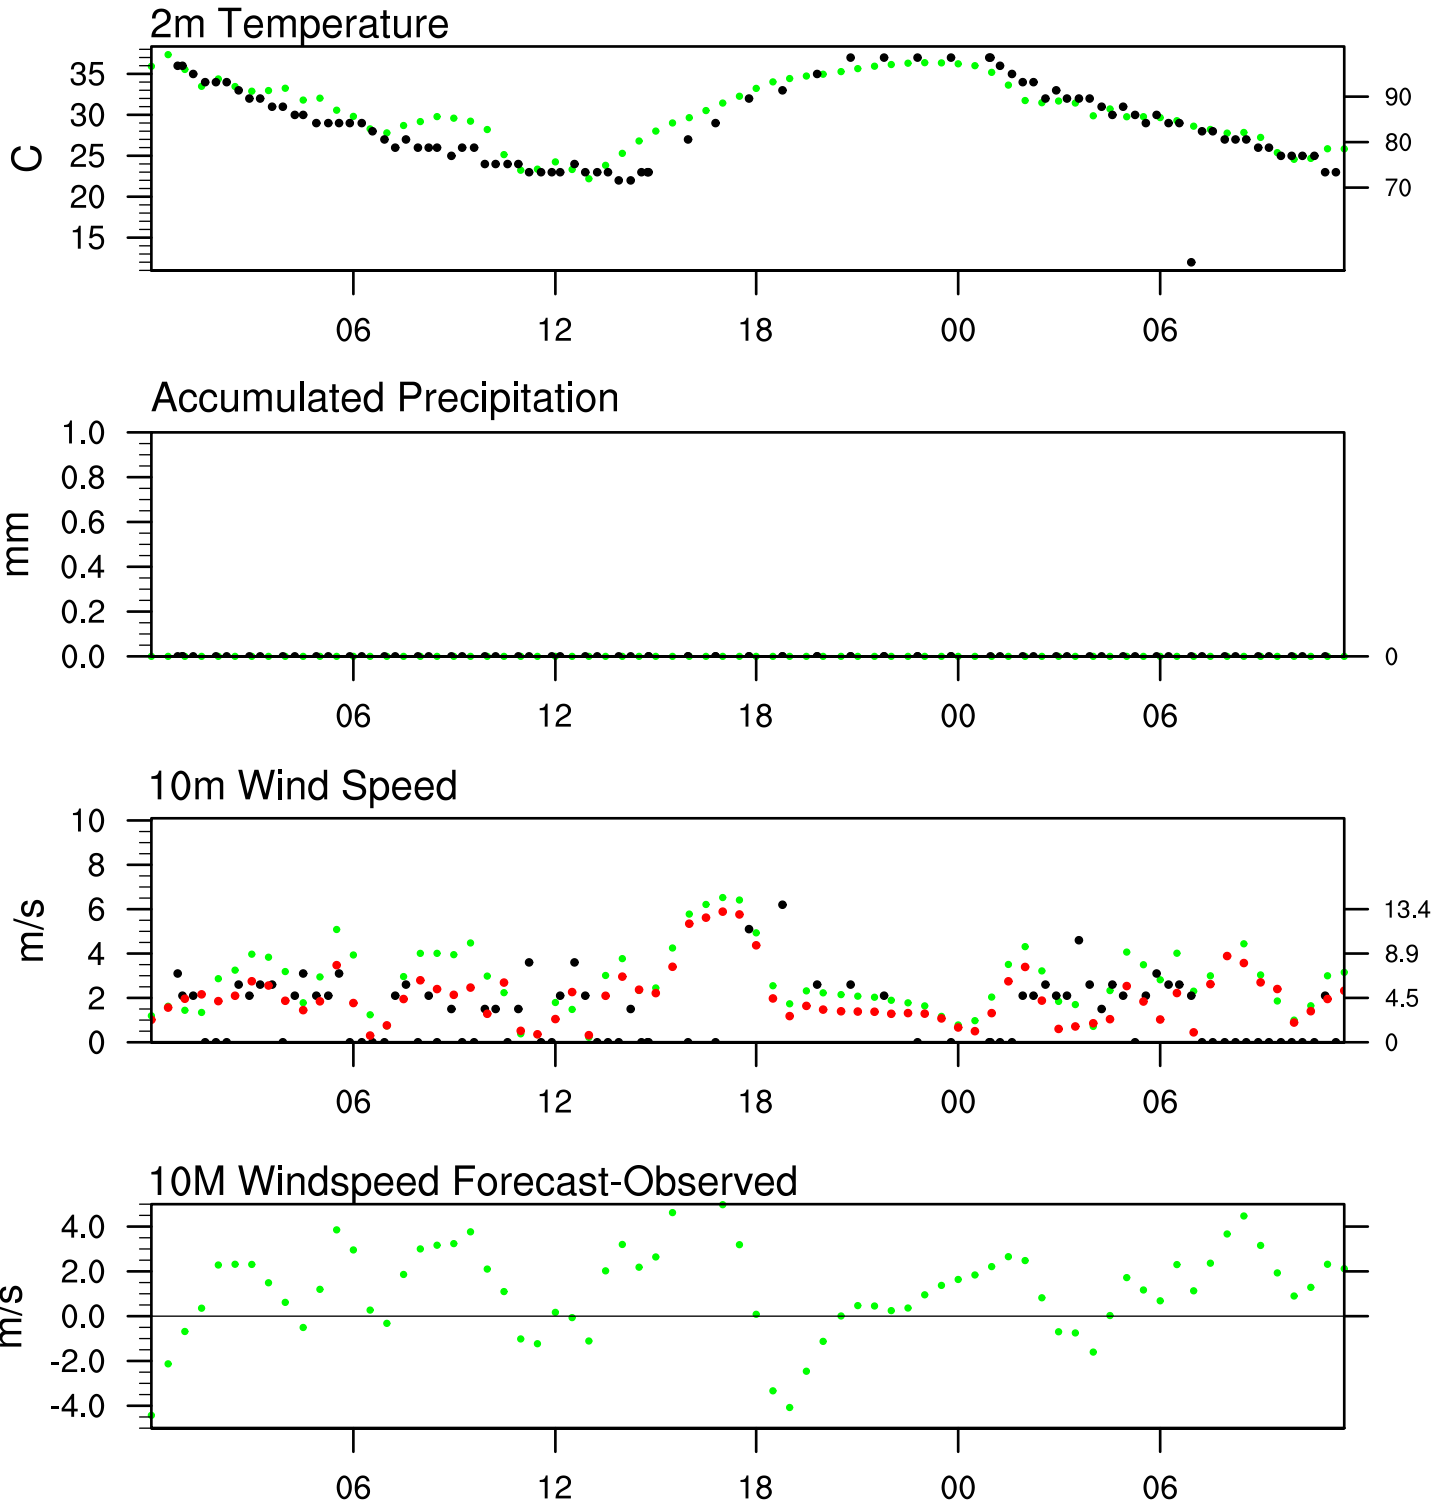 2m Temperature
35
30
25
20
15
C
90
80
70
06 12 18 00 06
Accumulated Precipitation
1.0
0.8
0.6
0.4
0.2
0.0
mm
0
06 12 18 00 06
10m Wind Speed
10
8
6
4
2
0
m/s
13.4
8.9
4.5
0
06 12 18 00 06
10M Windspeed Forecast-Observed
4.0
2.0
0.0
-2.0
-4.0
m/s
06 12 18 00 06